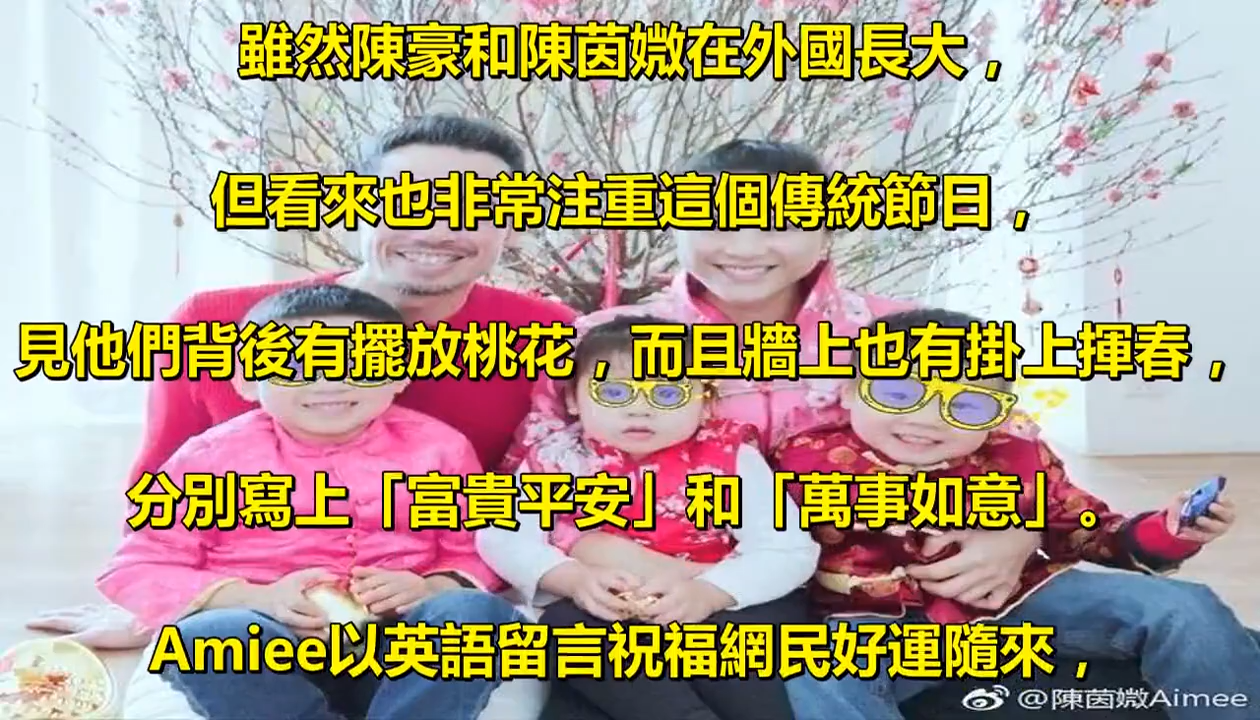 雖然陳豪和陳茵媺在外國長大，
但看來也非常注重這個傳統節日，
見他們背後有擺放桃花，而且牆上也有掛上揮春，
分別寫上「富貴平安」和「萬事如意」。
Amiee以英語留言祝福網民好運隨來，
@陳茵媺Aimee